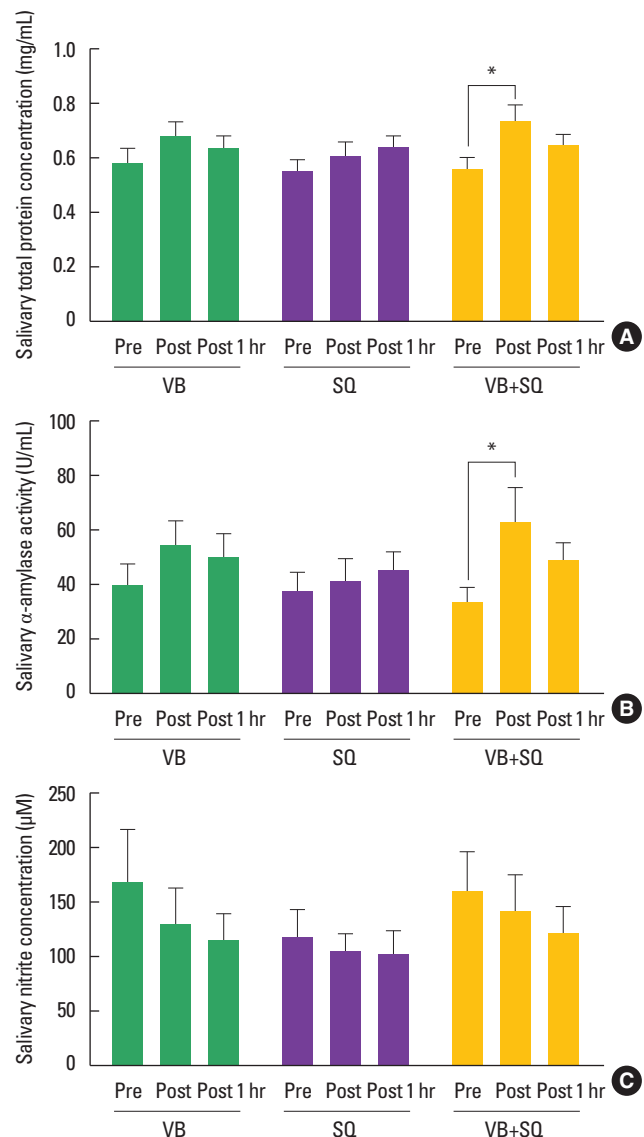 Salivary total protein concentration (mg/mL)
1.0
0.8
0.6
0.4
0.2
0
*
Pre Post Post 1 hr Pre Post Post 1 hr Pre Post Post 1 hr
VB SQ VB+SQ
A
Salivary α-amylase activity (U/mL)
100
80
60
40
20
0
*
Pre Post Post 1 hr Pre Post Post 1 hr Pre Post Post 1 hr
VB SQ VB+SQ
B
Salivary nitrite concentration (µM)
250
200
150
100
50
0
Pre Post Post 1 hr Pre Post Post 1 hr Pre Post Post 1 hr
VB SQ VB+SQ
C